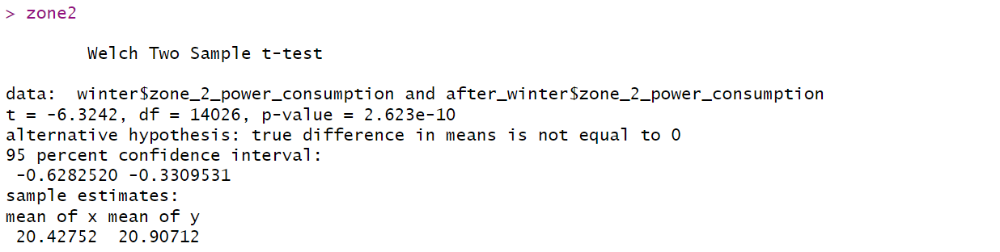 > zone2
Welch Two Sample t-test
data:  winter$zone_2_power_consumption and after_winter$zone_2_power_consumption
t = -6.3242, df = 14026, p-value = 2.623e-10
alternative hypothesis: true difference in means is not equal to 0
95 percent confidence interval:
-0.6282520 -0.3309531
sample estimates:
mean of x mean of y
20.42752  20.90712